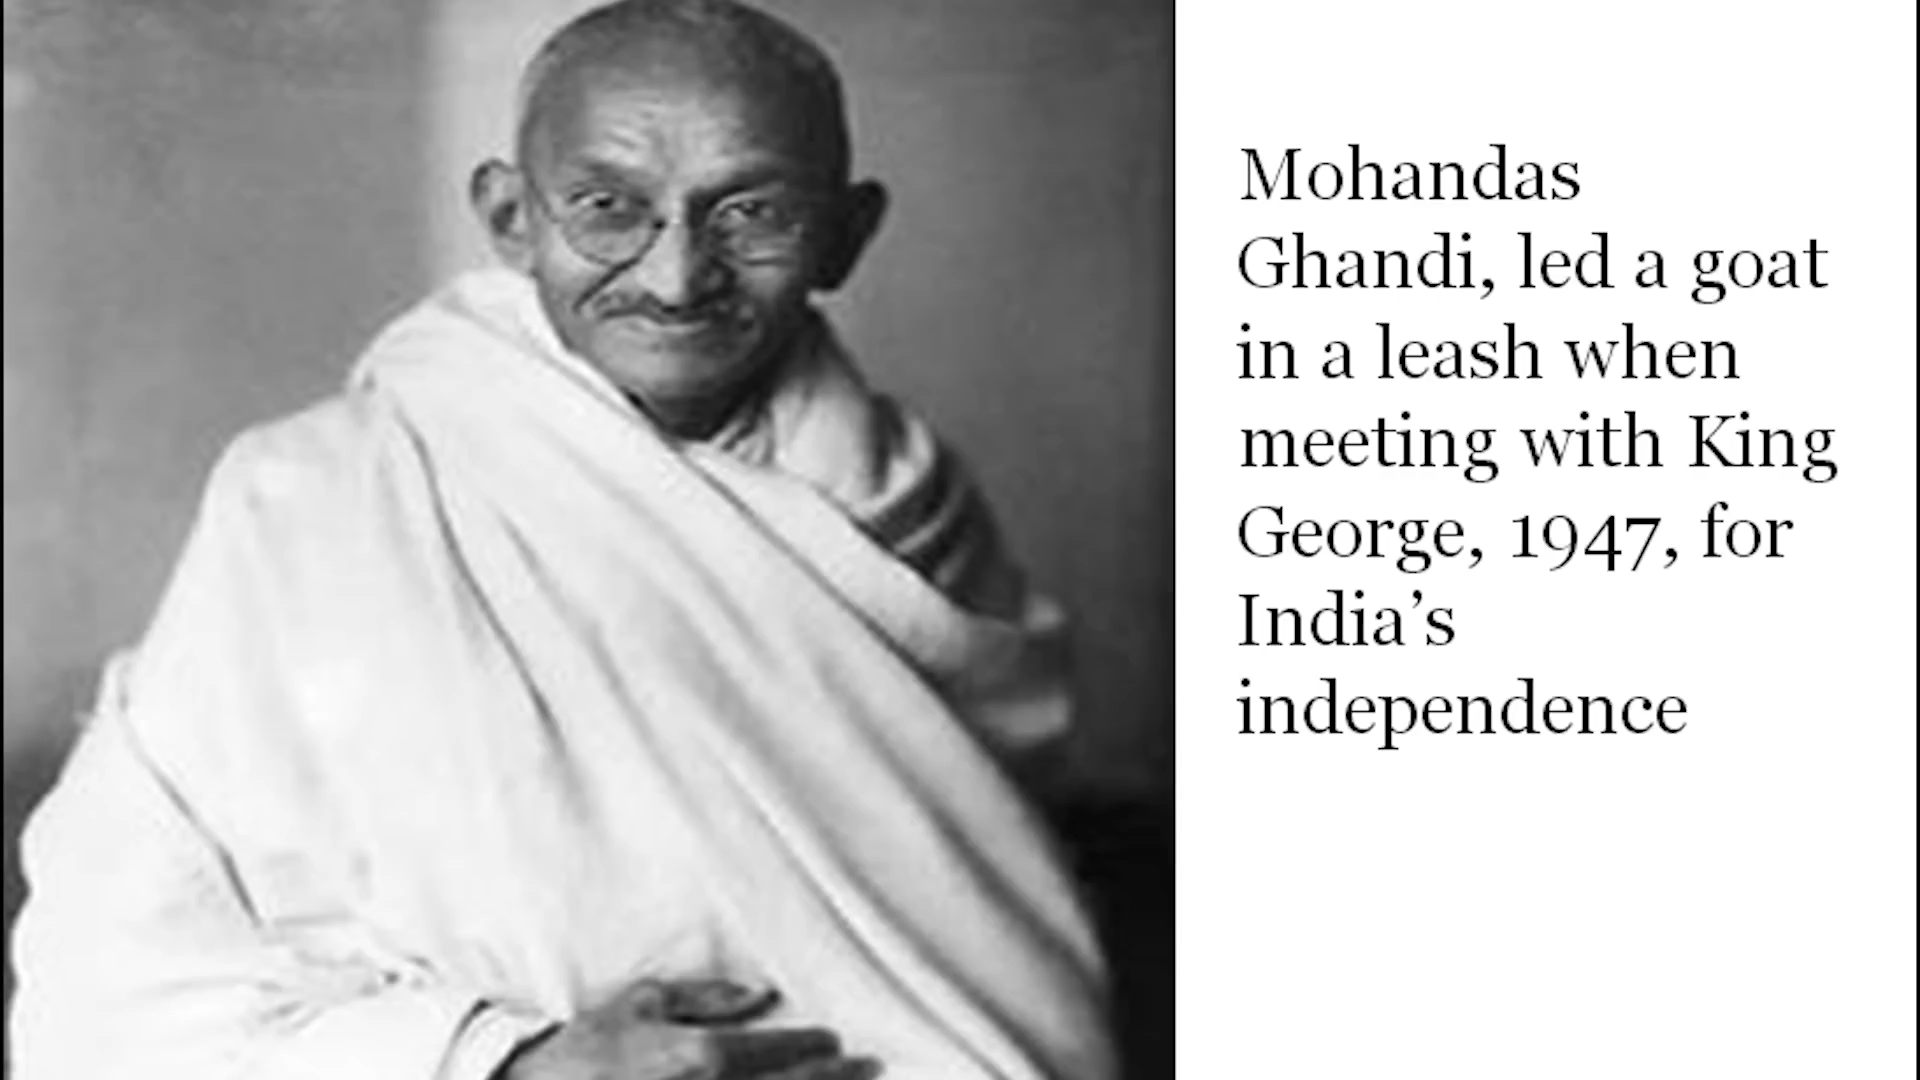 Mohandas
Ghandi, led a goat
in a leash when
meeting with King
George, 1947, for
India’s
independence